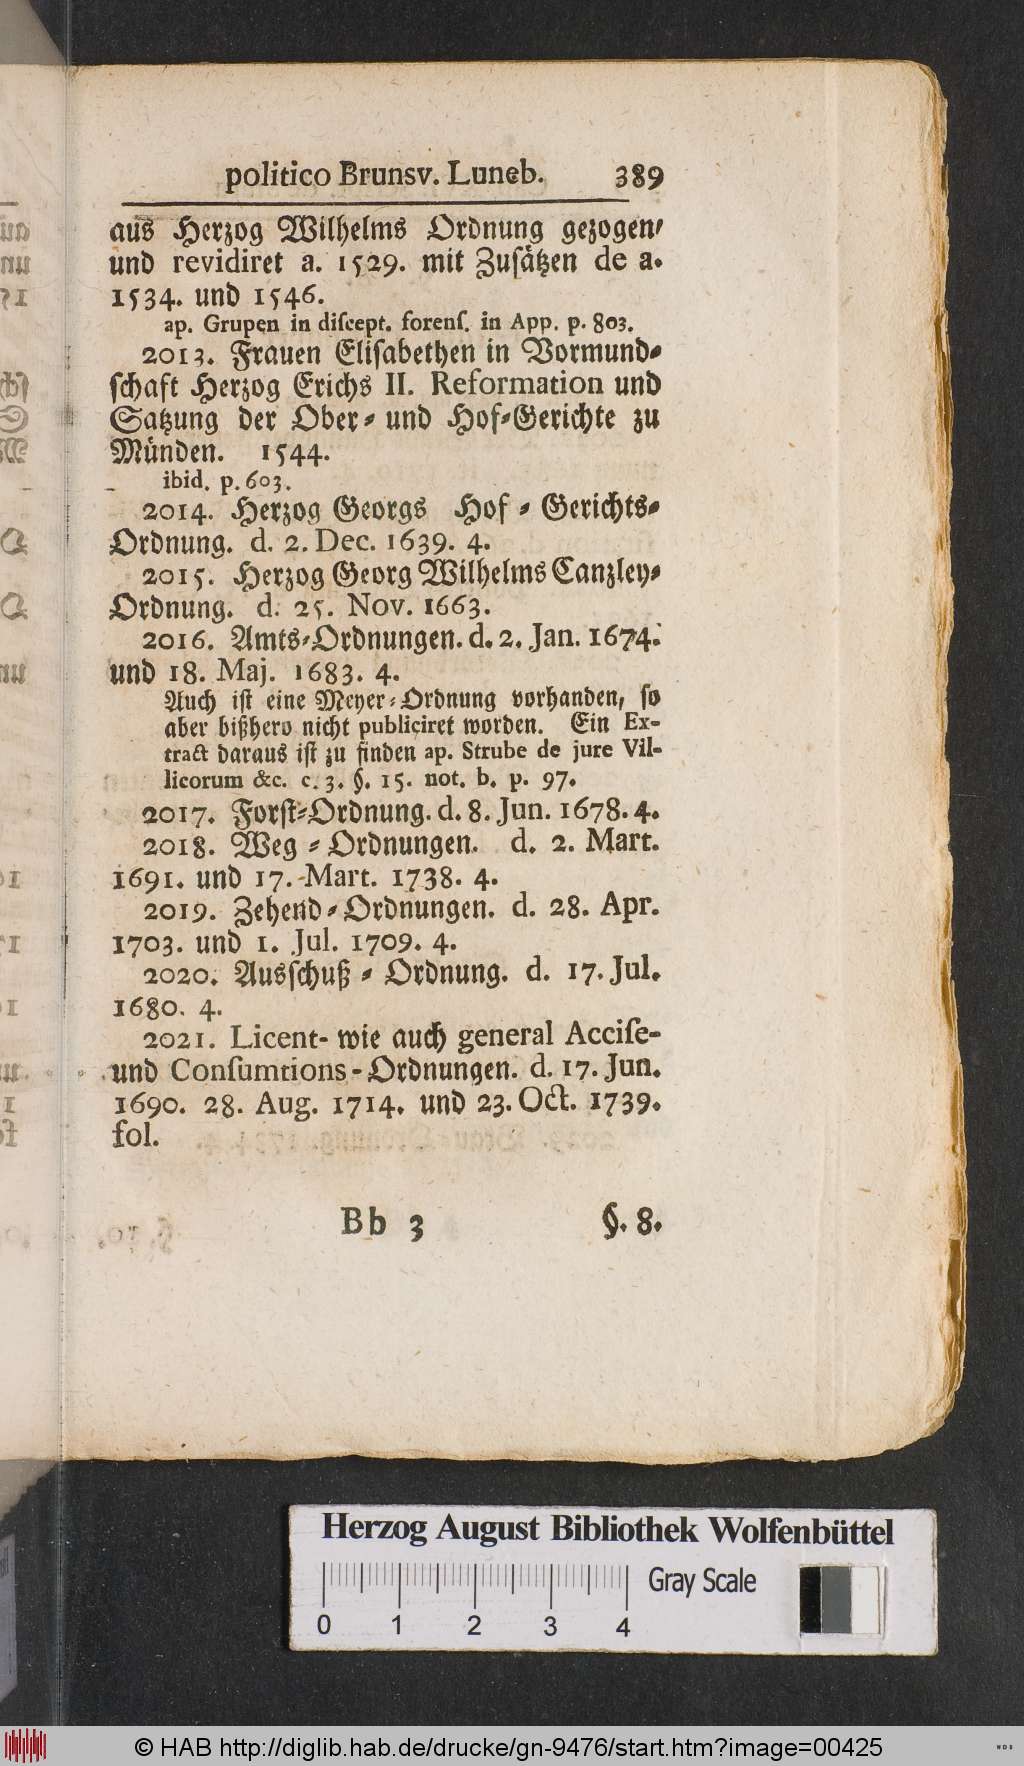 politico Brunsv. Luneb. 389
aus Herzog Wilhelms Ordnung gezogen/
und revidiret a. 1529. mit Zusätzen de a.
1534. und 1546.
ap. Grupen in discept. forenſ. in App. p. 803.
2013. Frauen Eliſabethen in Vormund⸗
ſchaft Herzog Erichs II. Reformation und
Satzung der Ober⸗ und Hof⸗Gerichte zu
Münden. 1544.
ibid. p. 603.
2014. Herzog Georgs Hof⸗Gerichts⸗
Ordnung. d. 2. Dec. 1639. 4.
2015. Herzog Georg Wilhelms Canzley⸗
Ordnung. d. 25. Nov. 1663.
2016. Amts⸗Ordnungen. d. 2. Jan. 1674.
und 18. Maj. 1683. 4.
Auch iſt eine Meyer⸗Ordnung vorhanden, ſo
aber bißhero nicht publiciret worden. Ein Ex-
tract daraus iſt zu finden ap. Strube de jure Vil-
licorum &c. c. 3. §. 15. not. b. p. 97.
2017. Forſt⸗Ordnung. d. 8. Jun. 1678. 4.
2018. Weg⸗Ordnungen. d. 2. Mart.
1691. und 17. Mart. 1738. 4.
2019. Zehend⸗Ordnungen. d. 28. Apr.
1703. und 1. Jul. 1709. 4.
2020. Ausſchuß⸗Ordnung. d. 17. Jul.
1680. 4.
2021. Licent- wie auch general Acciſe-
und Conſumtions-Ordnungen. d. 17. Jun.
1690. 28. Aug. 1714. und 23. Oct. 1739.
fol.
Bb 3 §. 8.
Herzog August Bibliothek Wolfenbüttel
Gray Scale
0 1 2 3 4
© HAB http://diglib.hab.de/drucke/gn-9476/start.htm?image=00425